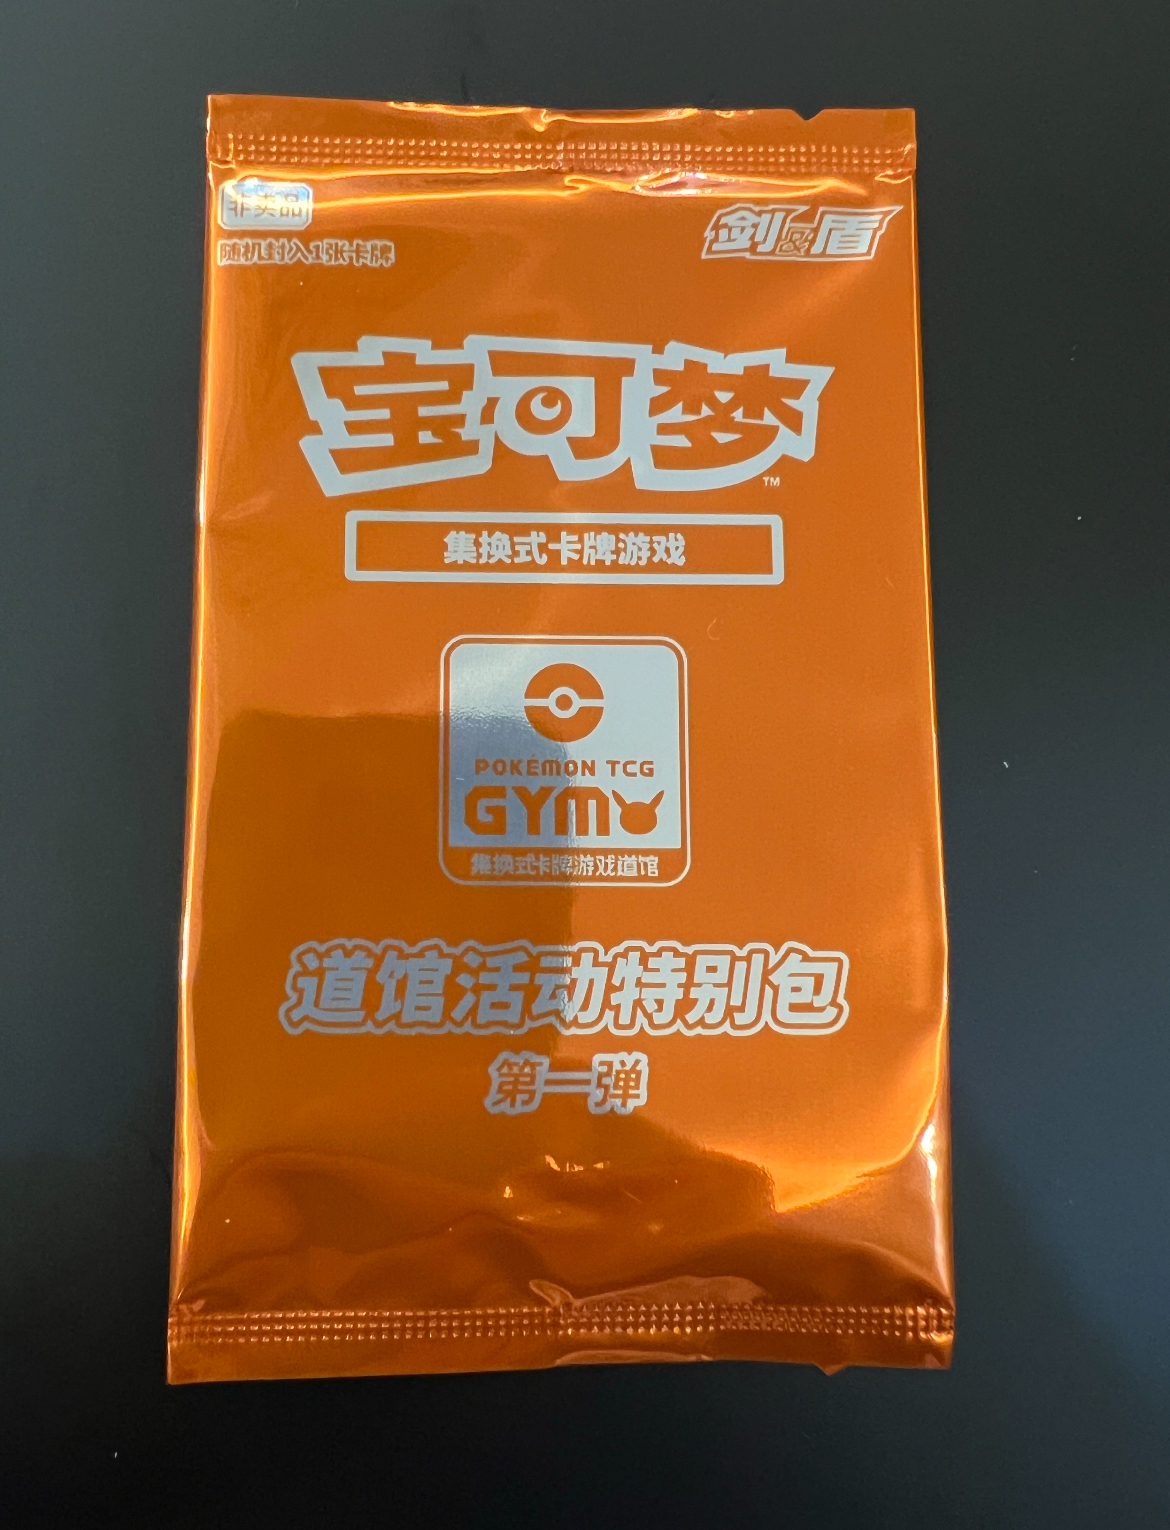 非卖品
随机封入1张卡牌
剑&盾
宝可梦
TM
集换式卡牌游戏
POKÉMON TCG
GYM
集换式卡牌游戏道馆
道馆活动特别包
第一弹